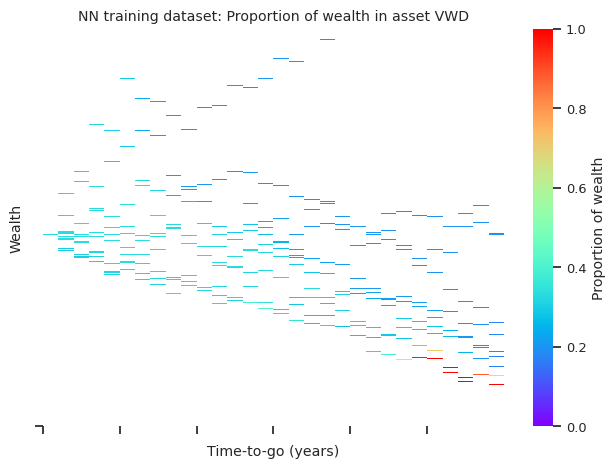 NN training dataset: Proportion of wealth in asset VWD
1.0
0.8
0.6
0.4
0.2
0.0
Proportion of wealth
Wealth
Time-to-go (years)